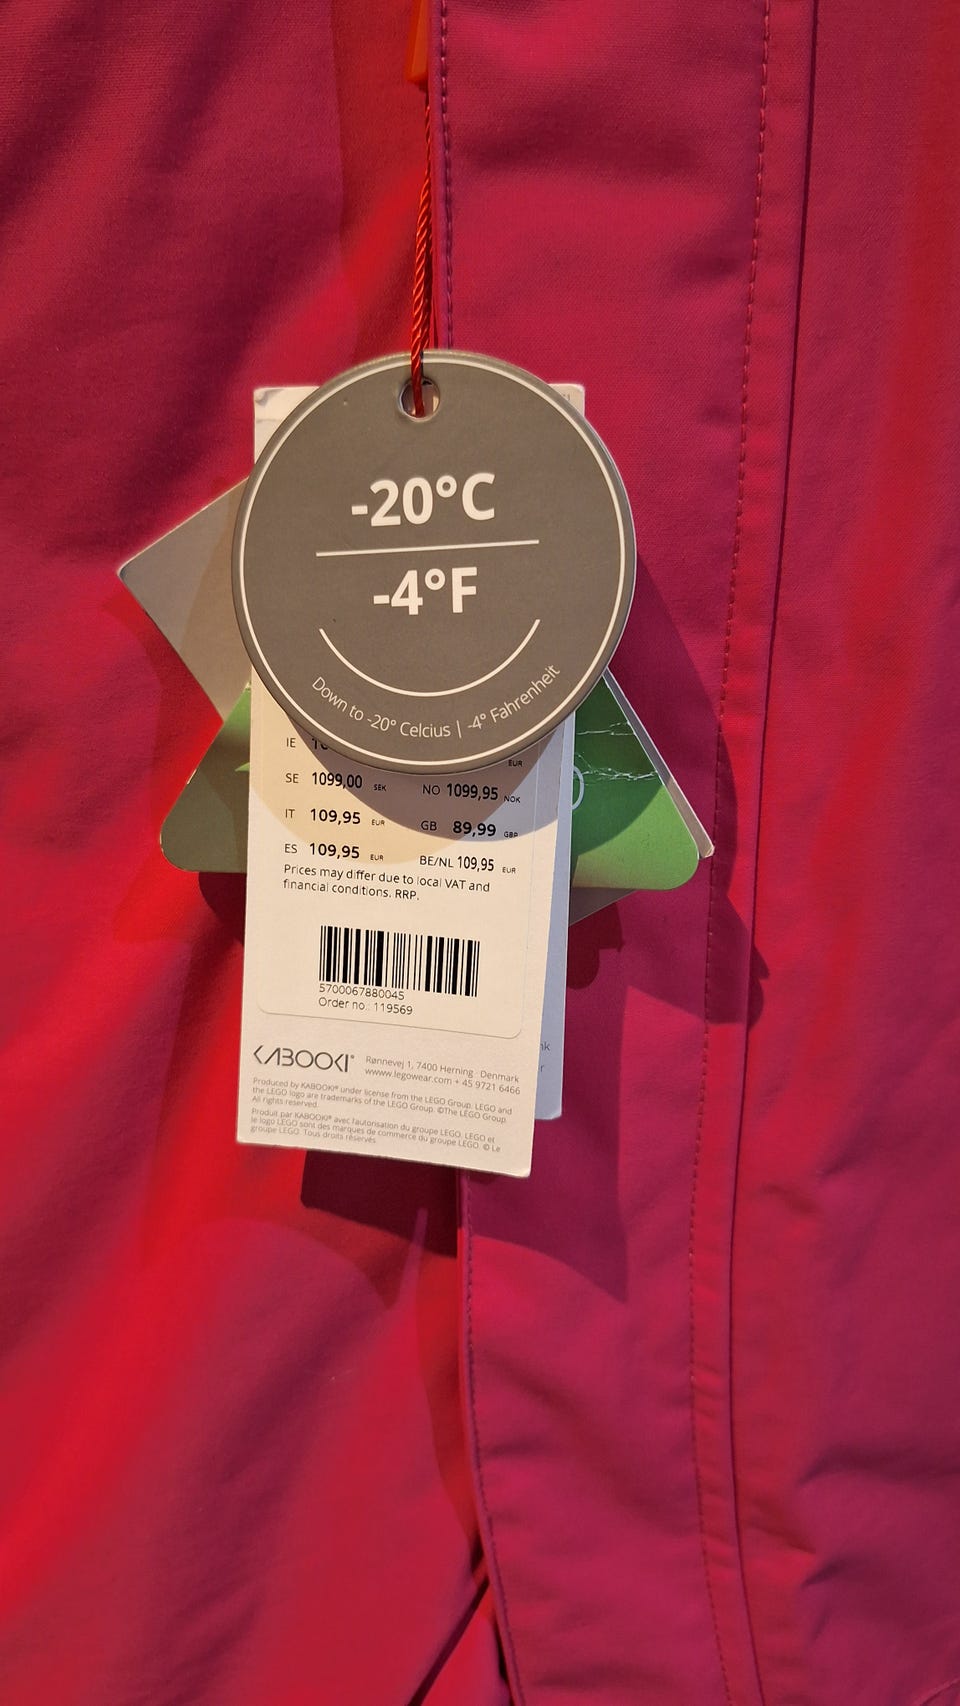 -20°C
-4°F
Down to -20° Celcius | -4° Fahrenheit
IE
EUR
SE 1099,00 SEK NO 1099,95 NOK
IT 109,95 EUR GB 89,99 GBP
ES 109,95 EUR BE/NL 109,95 EUR
Prices may differ due to local VAT and
financial conditions. RRP.
5700067880045
Order no.: 119569
KABOOKI® Rønnevej 1, 7400 Herning Denmark
www.legowear.com + 45 9721 6466
Produced by KABOOKI® under license from the LEGO Group. LEGO and
the LEGO logo are trademarks of the LEGO Group. ©The LEGO Group.
All rights reserved.
Produit par KABOOKI® avec l'autorisation du groupe LEGO. LEGO et
le logo LEGO sont des marques de commerce du groupe LEGO. © Le
groupe LEGO. Tous droits réservés.